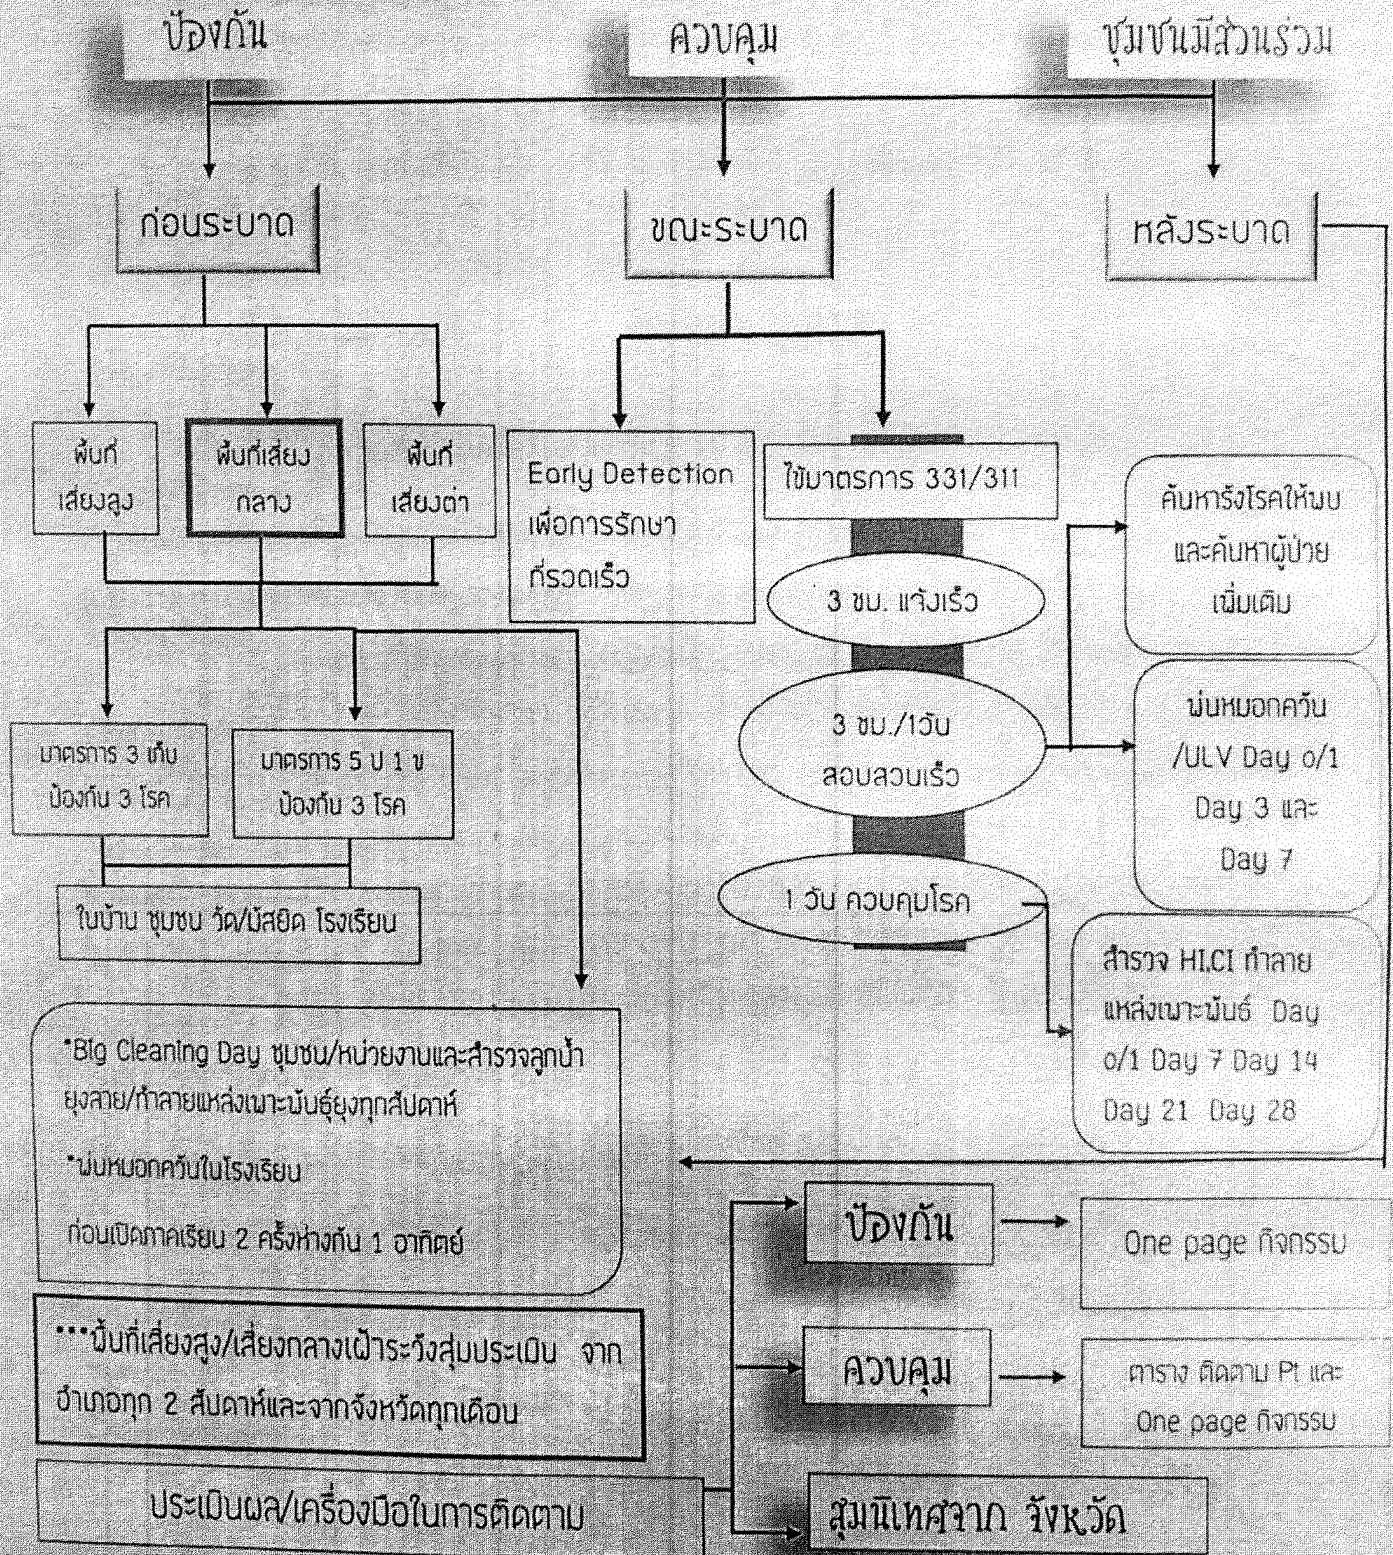 ป้องกัน
ควบคุม
ชุมชนมีส่วนร่วม
ก่อนระบาด
ขณะระบาด
หลังระบาด
พื้นที่
เสี่ยงสูง
พื้นที่เสี่ยง
กลาง
พื้นที่
เสี่ยงต่ำ
Early Detection
เพื่อการรักษา
ที่รวดเร็ว
ใช้มาตรการ 331/311
3 ชม. แจ้งเร็ว
3 ชม./1วัน
สอบสวนเร็ว
1 วัน ควบคุมโรค
ค้นหารังโรคให้พบ
และค้นหาผู้ป่วย
เพิ่มเติม
พ่นหมอกควัน
/ULV Day 0/1
Day 3 และ
Day 7
สำรวจ HI,CI ทำลาย
แหล่งเพาะพันธ์ Day
0/1 Day 7 Day 14
Day 21 Day 28
มาตรการ 3 เก็บ
ป้องกัน 3 โรค
มาตรการ 5 ป 1 ข
ป้องกัน 3 โรค
ในบ้าน ชุมชน วัด/มัสยิด โรงเรียน
*Big Cleaning Day ชุมชน/หน่วยงานและสำรวจลูกน้ำ
ยุงลาย/ทำลายแหล่งเพาะพันธุ์ยุงทุกสัปดาห์
*พ่นหมอกควันในโรงเรียน
ก่อนเปิดภาคเรียน 2 ครั้งห่างกัน 1 อาทิตย์
***พื้นที่เสี่ยงสูง/เสี่ยงกลางเฝ้าระวังสุ่มประเมิน จาก
อำเภอทุก 2 สัปดาห์และจากจังหวัดทุกเดือน
ประเมินผล/เครื่องมือในการติดตาม
ป้องกัน
One page กิจกรรม
ควบคุม
ตาราง ติดตาม Pt และ
One page กิจกรรม
สุ่มนิเทศจาก จังหวัด